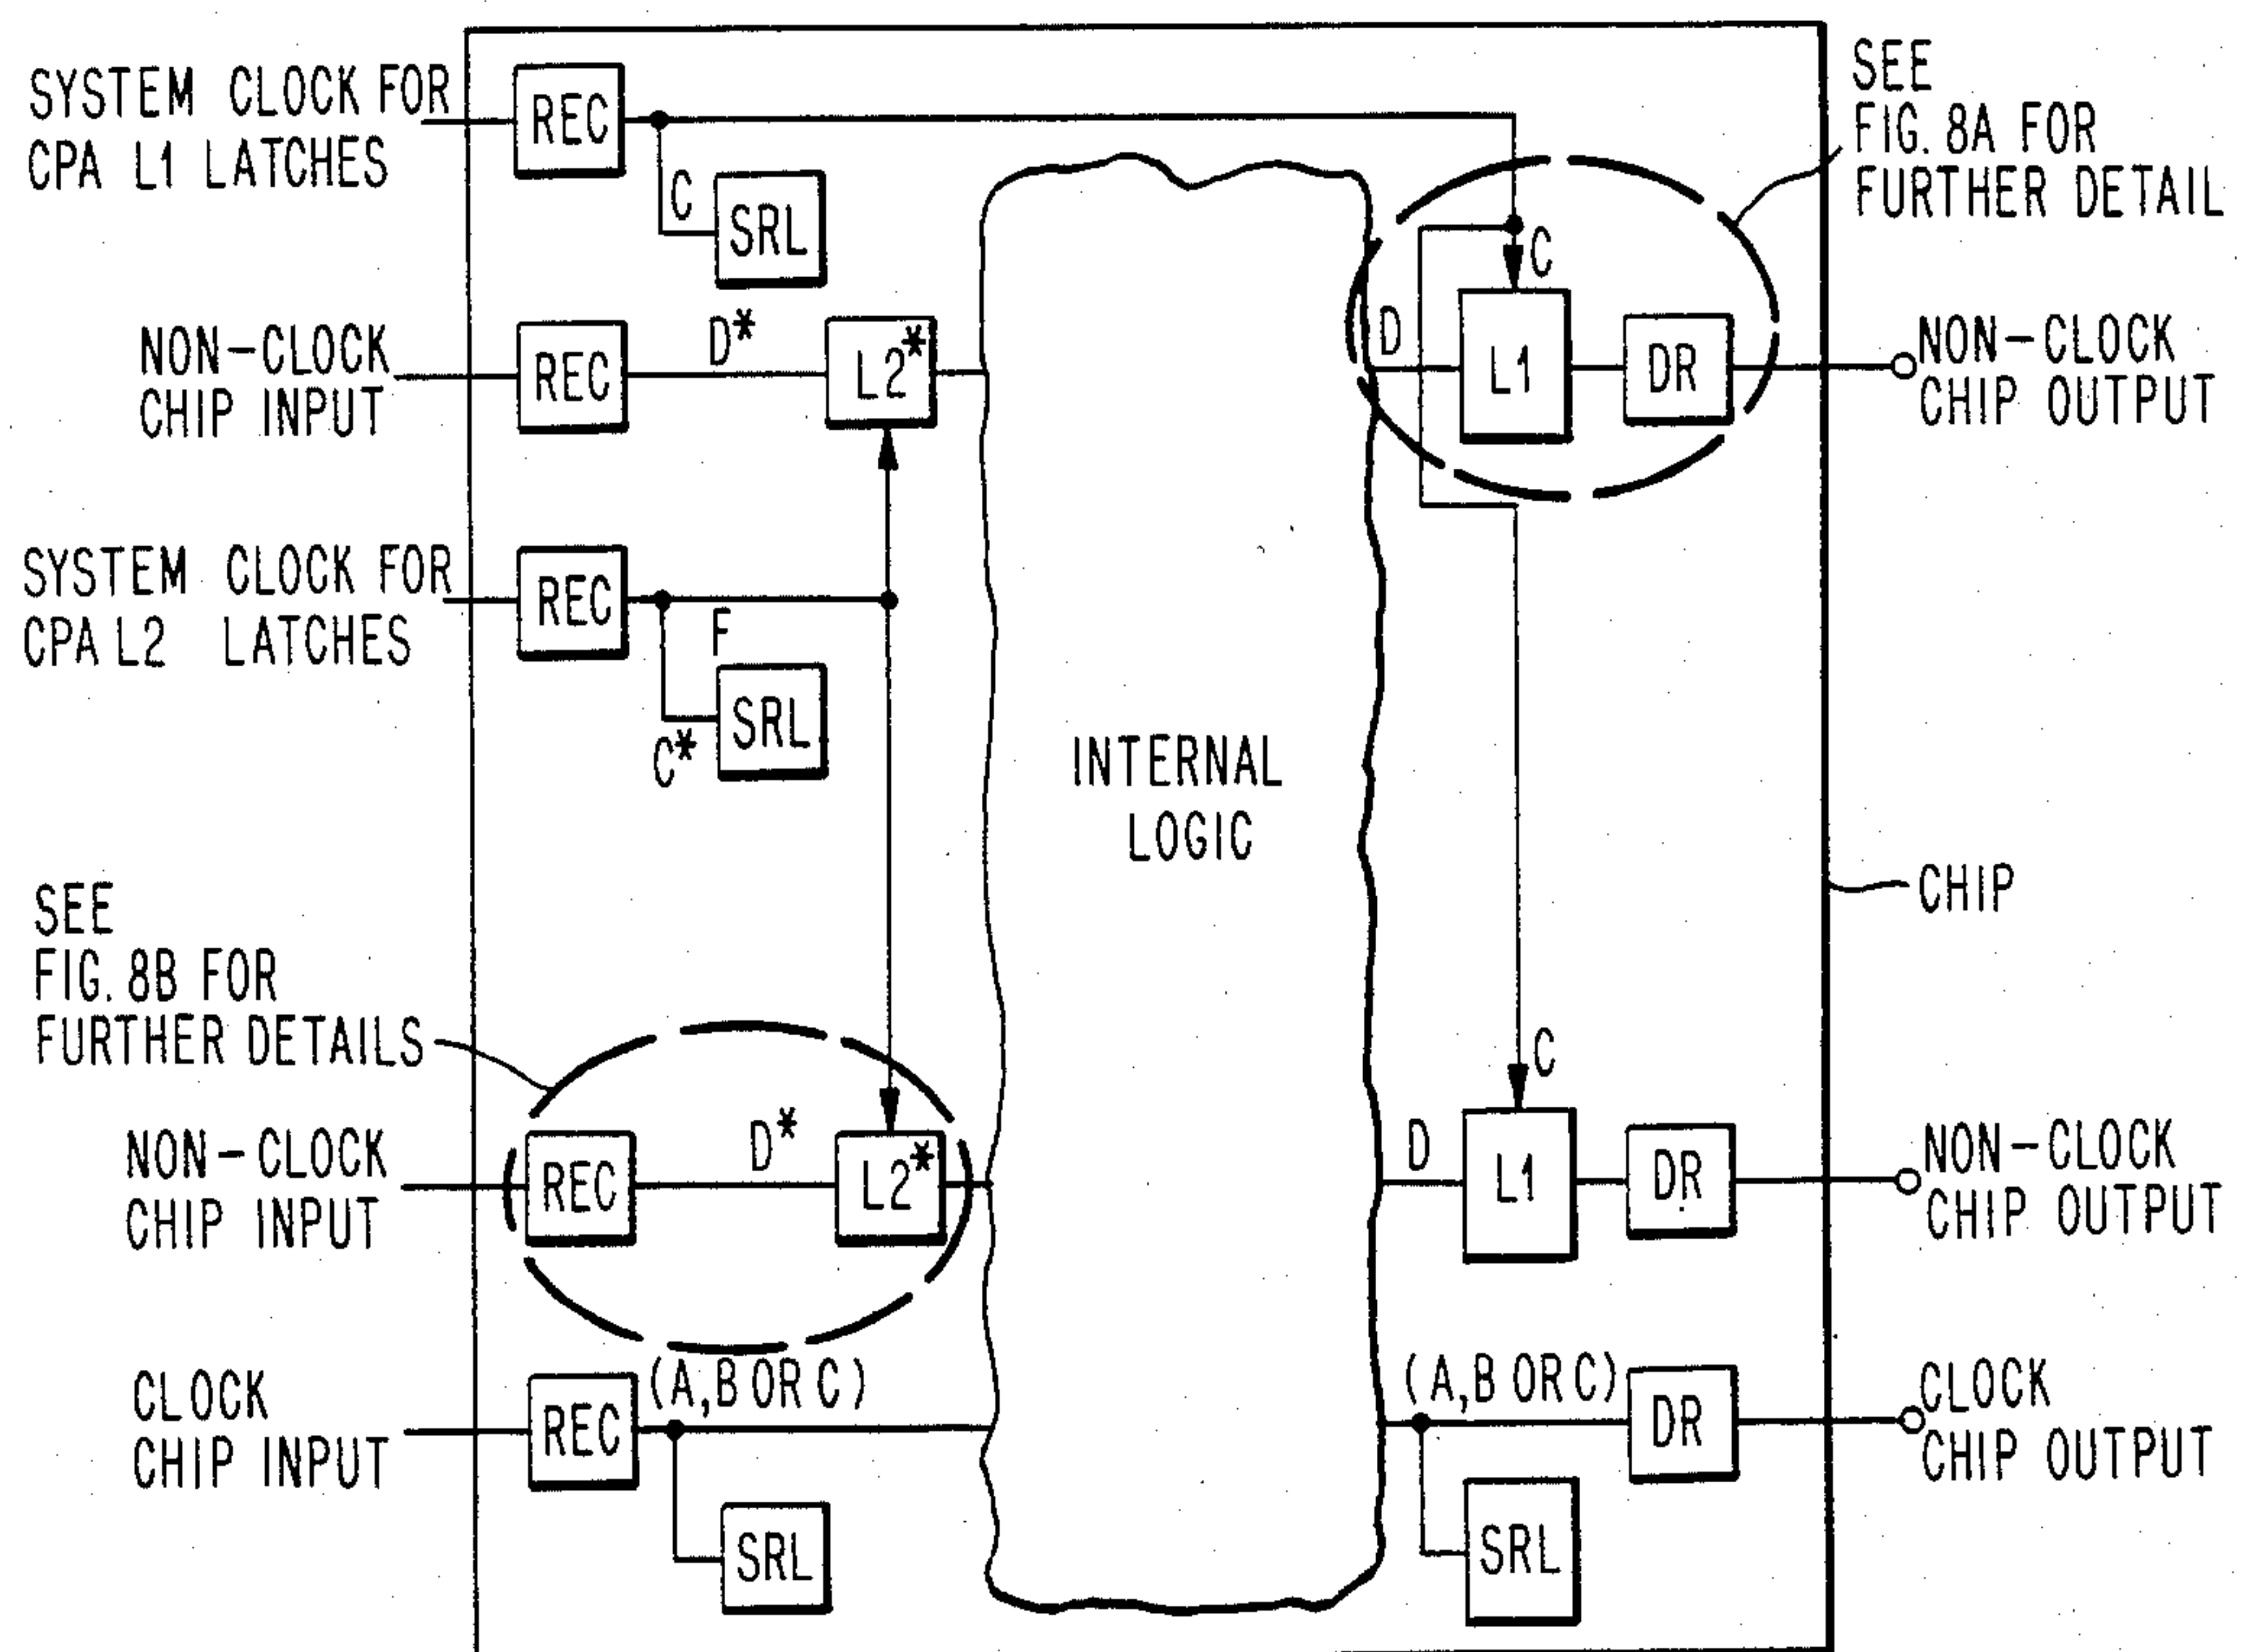 SYSTEM CLOCK FOR
CPA L1 LATCHES
REC
C
SRL
SEE
FIG. 8A FOR
FURTHER DETAIL
NON-CLOCK
CHIP INPUT
REC
D*
L2*
D
C
L1
DR
NON-CLOCK
CHIP OUTPUT
SYSTEM CLOCK FOR
CPA L2 LATCHES
REC
F
C*
SRL
INTERNAL
LOGIC
CHIP
SEE
FIG. 8B FOR
FURTHER DETAILS
NON-CLOCK
CHIP INPUT
REC
D*
L2*
D
C
L1
DR
NON-CLOCK
CHIP OUTPUT
CLOCK
CHIP INPUT
REC
(A,B OR C)
SRL
(A,B OR C)
DR
SRL
CLOCK
CHIP OUTPUT